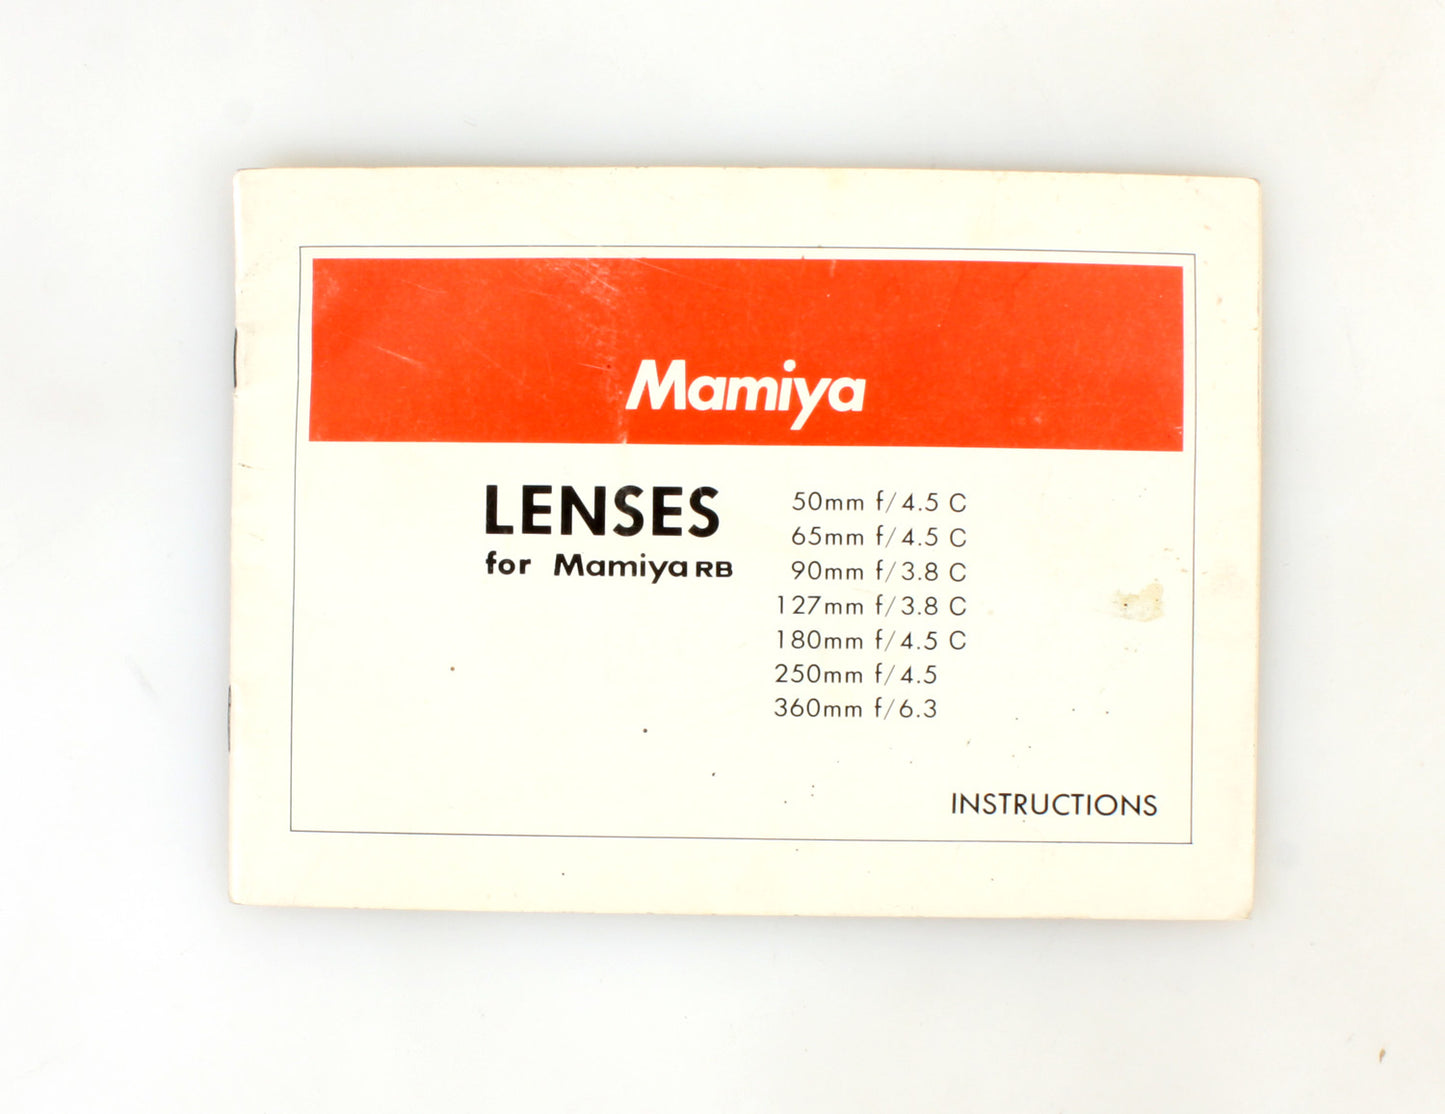 Mamiya
LENSES
for Mamiya RB
50mm f/4.5 C
65mm f/4.5 C
90mm f/3.8 C
127mm f/3.8 C
180mm f/4.5 C
250mm f/4.5
360mm f/6.3
INSTRUCTIONS